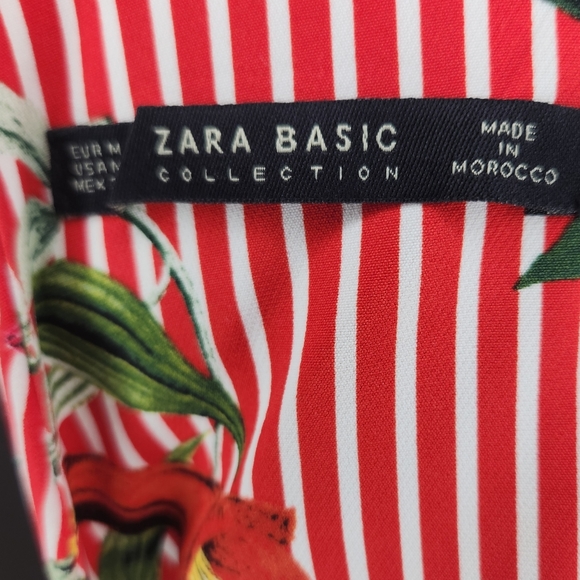 EUR M
USA M
MEX
ZARA BASIC
COLLECTION
MADE
IN
MOROCCO